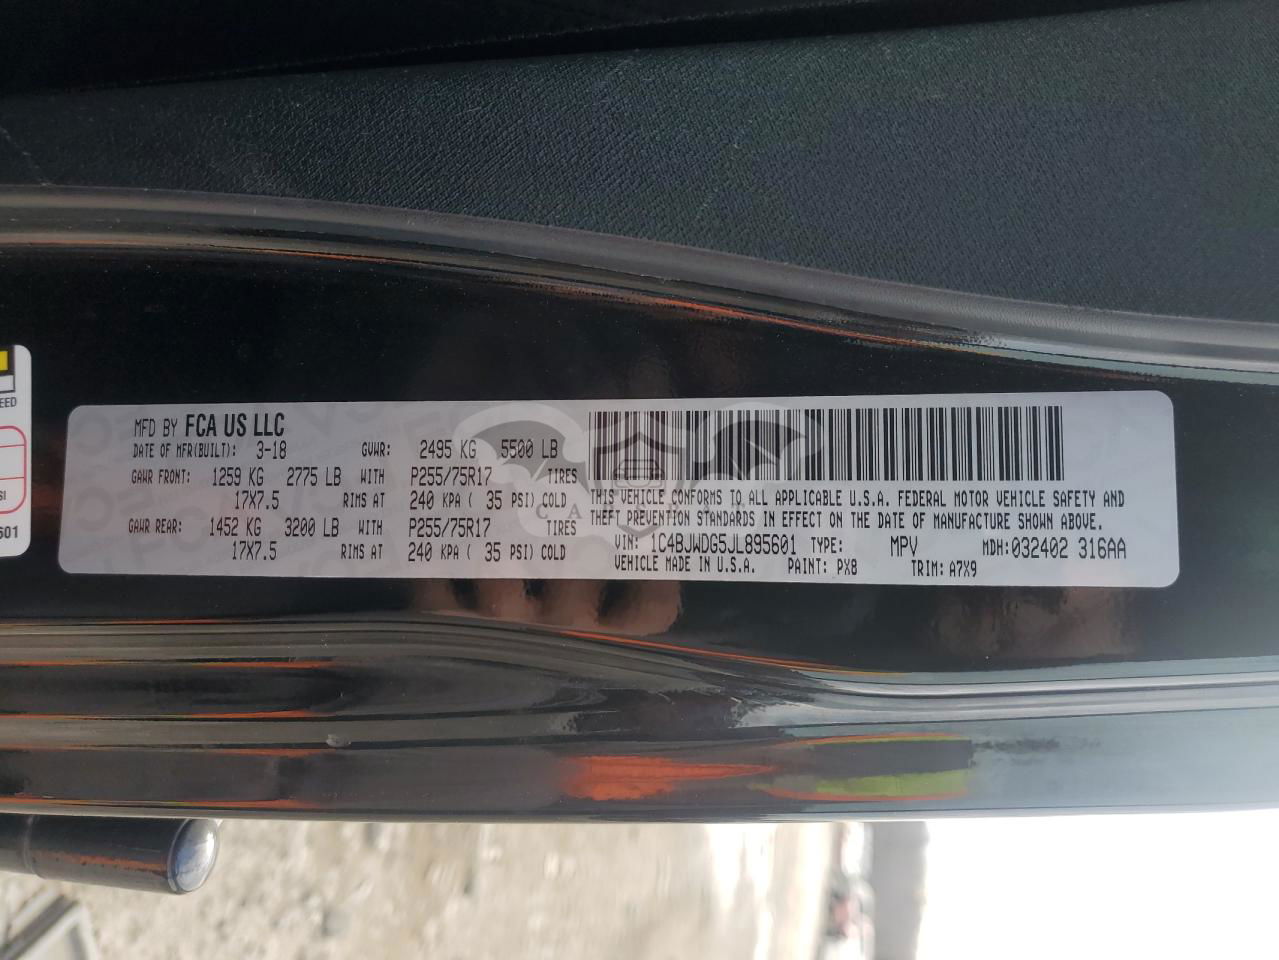 MFD BY FCA US LLC
DATE OF MFR(BUILT): 3-18 GVWR: 2495 KG 5500 LB
GAWR FRONT: 1259 KG 2775 LB WITH P255/75R17 TIRES
17X7.5 RIMS AT 240 KPA ( 35 PSI) COLD
GAWR REAR: 1452 KG 3200 LB WITH P255/75R17 TIRES
17X7.5 RIMS AT 240 KPA ( 35 PSI) COLD
THIS VEHICLE CONFORMS TO ALL APPLICABLE U.S.A. FEDERAL MOTOR VEHICLE SAFETY AND
THEFT PREVENTION STANDARDS IN EFFECT ON THE DATE OF MANUFACTURE SHOWN ABOVE.
VIN: 1C4BJWDG5JL895601 TYPE: MPV MDH:032402 316AA
VEHICLE MADE IN U.S.A. PAINT: PX8 TRIM: A7X9
EED
SI
601